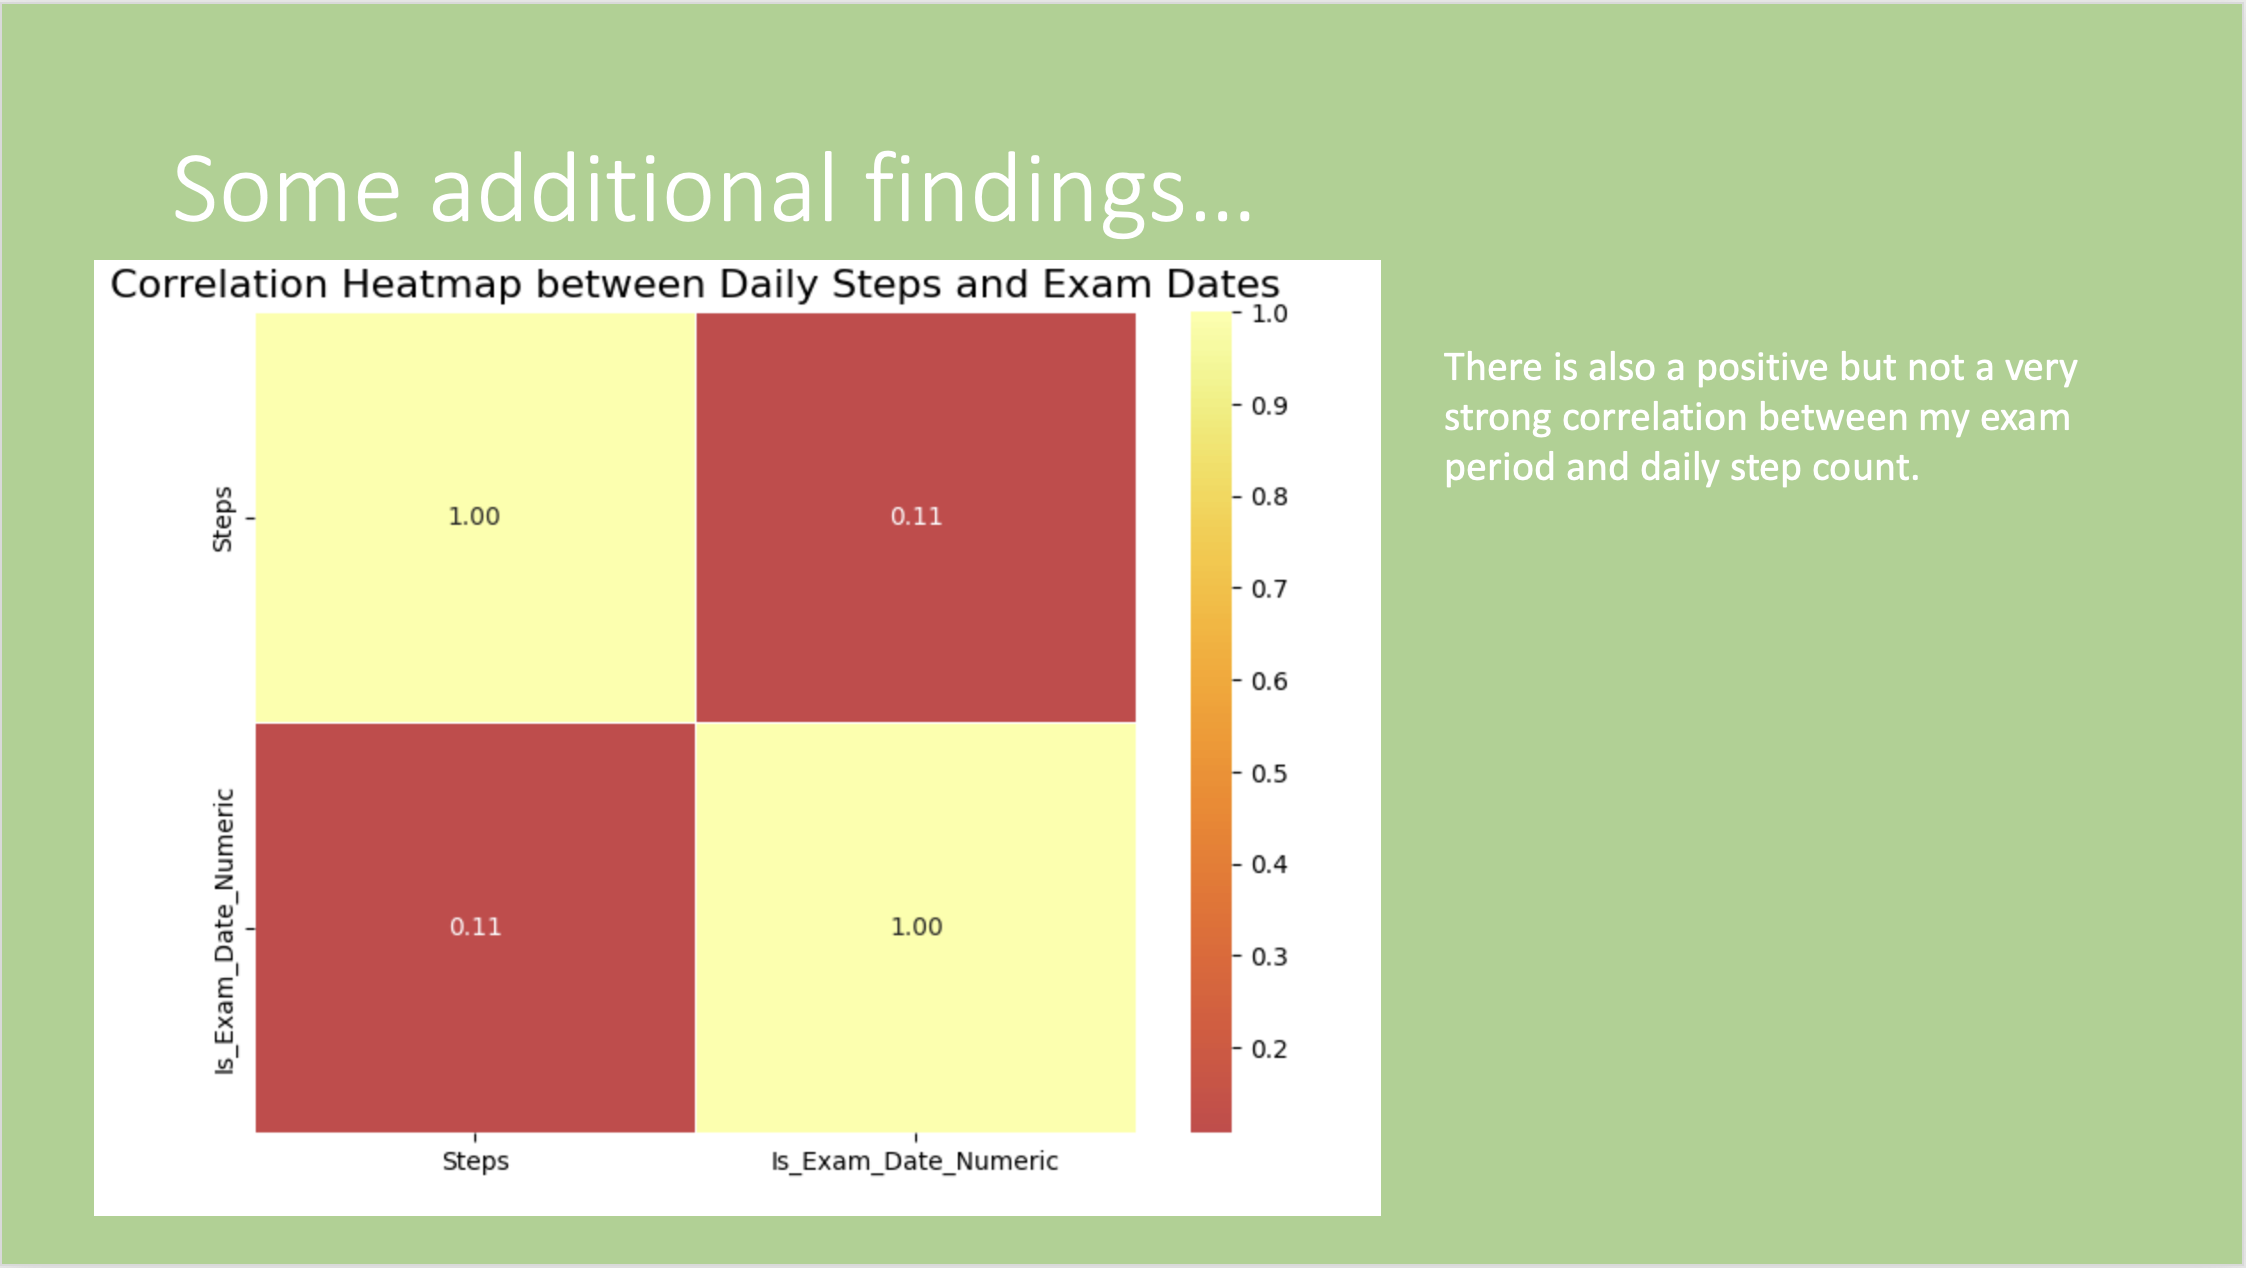 Some additional findings...
Correlation Heatmap between Daily Steps and Exam Dates
1.0
0.9
0.8
0.7
0.6
0.5
0.4
0.3
0.2
Steps
1.00
0.11
Is_Exam_Date_Numeric
0.11
1.00
Steps
Is_Exam_Date_Numeric
There is also a positive but not a very
strong correlation between my exam
period and daily step count.